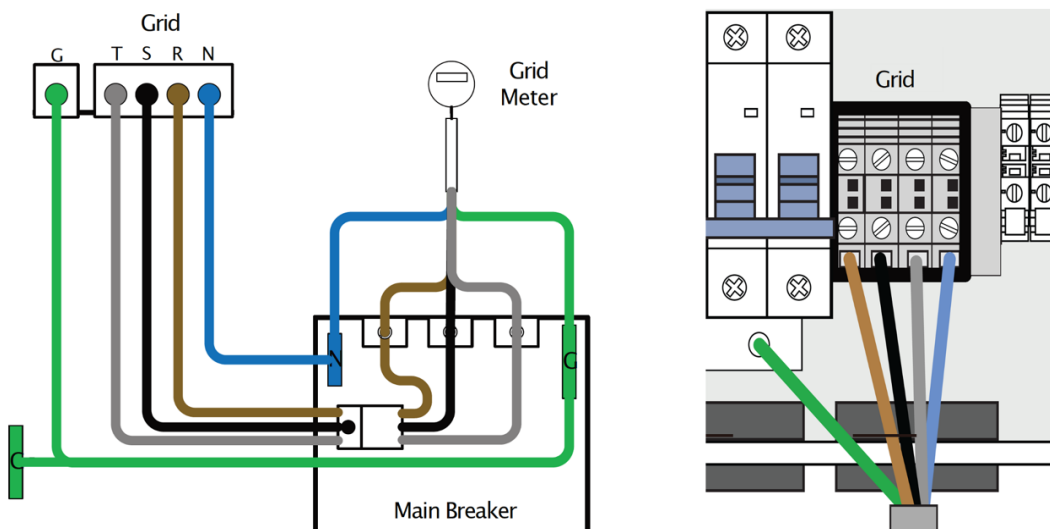 Grid
G T S R N
Grid
Meter
N
G
G
Main Breaker
Grid